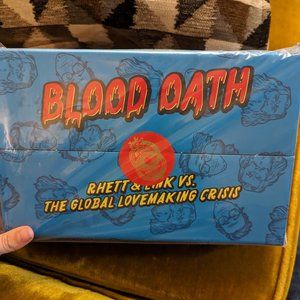 BLOOD OATH
RHETT & LINK VS.
THE GLOBAL LOVEMAKING CRISIS